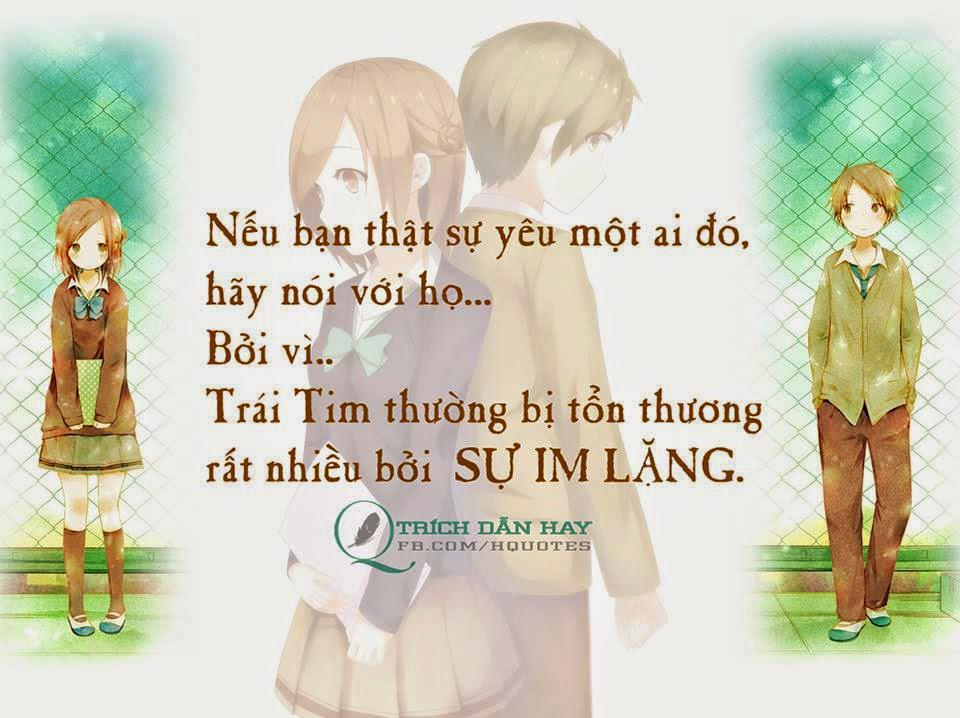 Nếu bạn thật sự yêu một ai đó,
hãy nói với họ...
Bởi vì..
Trái Tim thường bị tổn thương
rất nhiều bởi SỰ IM LẶNG.
TRÍCH DẪN HAY
FB.COM/HQUOTES